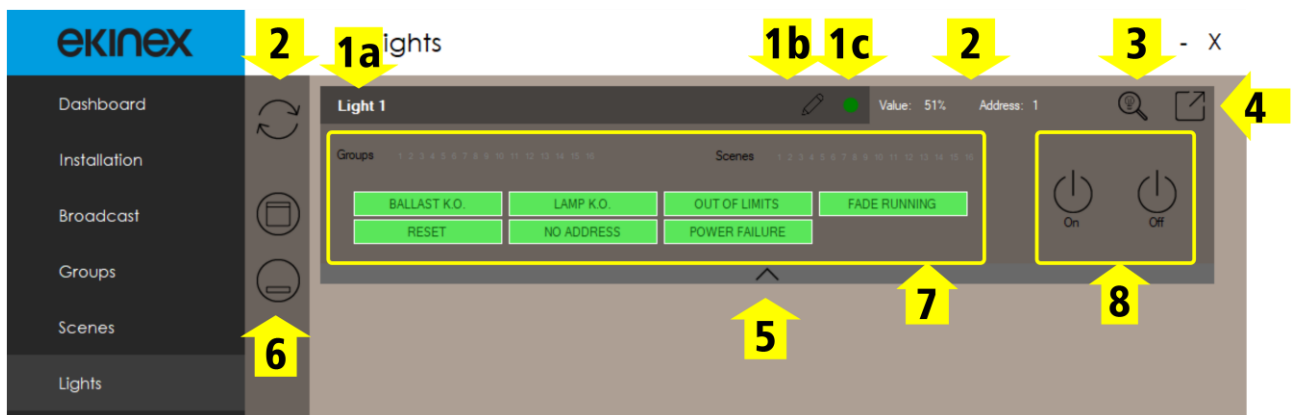 ekinex
2
1a
ights
1b
1c
2
3
- X
Dashboard
Light 1
Value: 51%
Address: 1
4
Installation
Groups 1 2 3 4 5 6 7 8 9 10 11 12 13 14 15 16
Scenes 1 2 3 4 5 6 7 8 9 10 11 12 13 14 15 16
Broadcast
BALLAST K.O.
LAMP K.O.
OUT OF LIMITS
FADE RUNNING
On
Off
RESET
NO ADDRESS
POWER FAILURE
Groups
7
8
Scenes
5
6
Lights